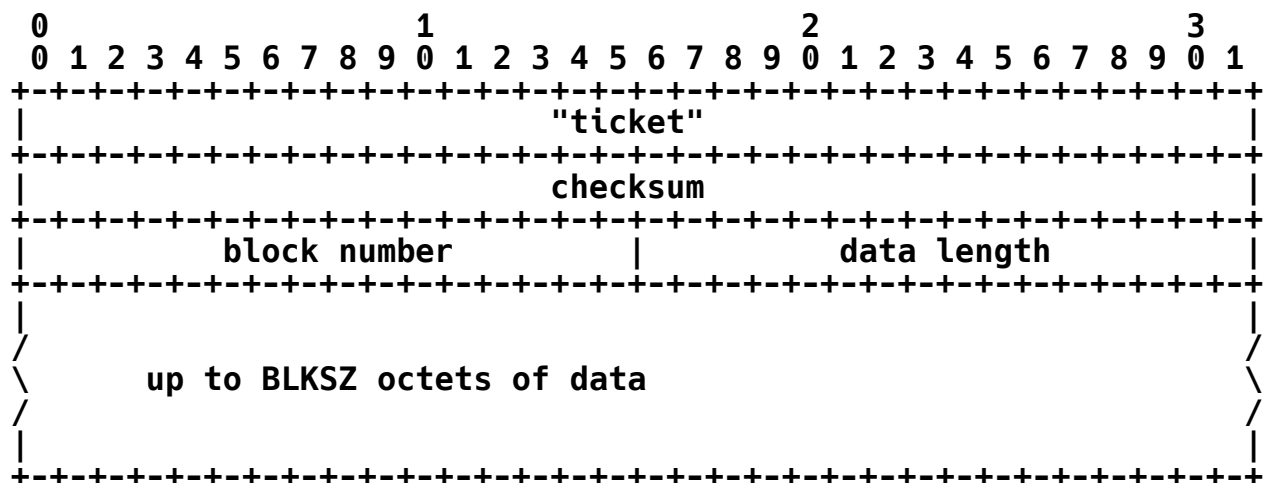 0                   1                   2                   3
 0 1 2 3 4 5 6 7 8 9 0 1 2 3 4 5 6 7 8 9 0 1 2 3 4 5 6 7 8 9 0 1
+-+-+-+-+-+-+-+-+-+-+-+-+-+-+-+-+-+-+-+-+-+-+-+-+-+-+-+-+-+-+-+-+
|                           "ticket"                            |
+-+-+-+-+-+-+-+-+-+-+-+-+-+-+-+-+-+-+-+-+-+-+-+-+-+-+-+-+-+-+-+-+
|                           checksum                            |
+-+-+-+-+-+-+-+-+-+-+-+-+-+-+-+-+-+-+-+-+-+-+-+-+-+-+-+-+-+-+-+-+
|          block number         |          data length          |
+-+-+-+-+-+-+-+-+-+-+-+-+-+-+-+-+-+-+-+-+-+-+-+-+-+-+-+-+-+-+-+-+
|                                                               |
/                                                               /
\      up to BLKSZ octets of data                               \
/                                                               /
|                                                               |
+-+-+-+-+-+-+-+-+-+-+-+-+-+-+-+-+-+-+-+-+-+-+-+-+-+-+-+-+-+-+-+-+